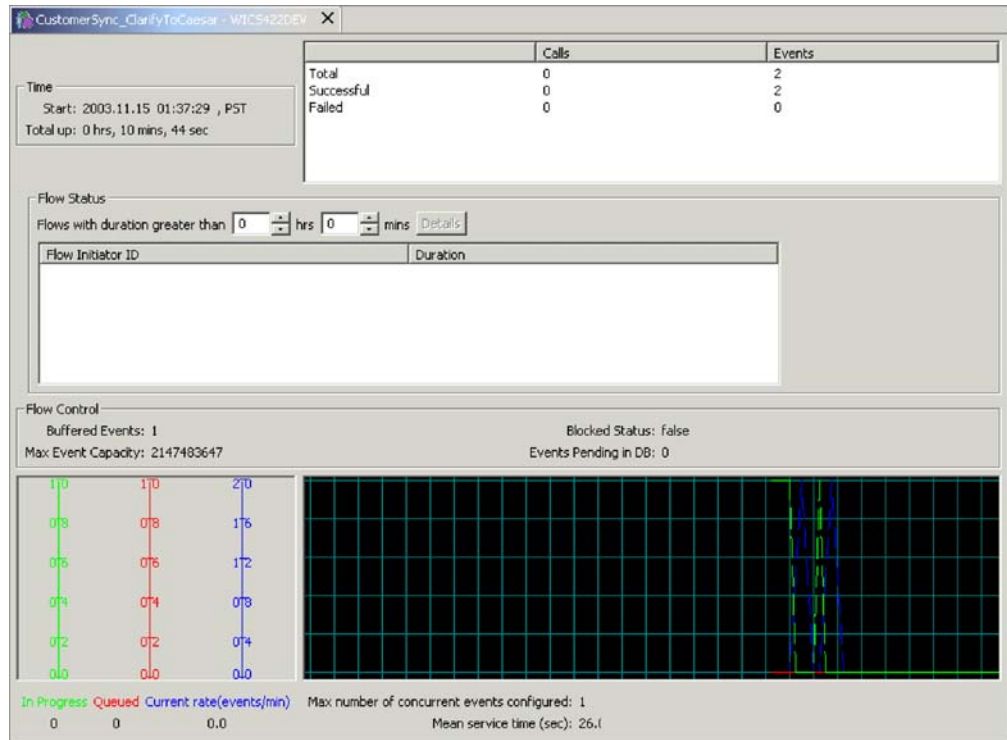 CustomerSync_ClarifyToCaesar - WICS422DEV
Calls Events
Total 0 2
Successful 0 2
Failed 0 0
Time
Start: 2003.11.15 01:37:29 , PST
Total up: 0 hrs, 10 mins, 44 sec
Flow Status
Flows with duration greater than 0 hrs 0 mins Details
Flow Initiator ID Duration
Flow Control
Buffered Events: 1 Blocked Status: false
Max Event Capacity: 2147483647 Events Pending in DB: 0
1.0 1.0 2.0
0.8 0.8 1.6
0.6 0.6 1.2
0.4 0.4 0.8
0.2 0.2 0.4
0.0 0.0 0.0
In Progress Queued Current rate(events/min) Max number of concurrent events configured: 1
0 0 0.0 Mean service time (sec): 26.